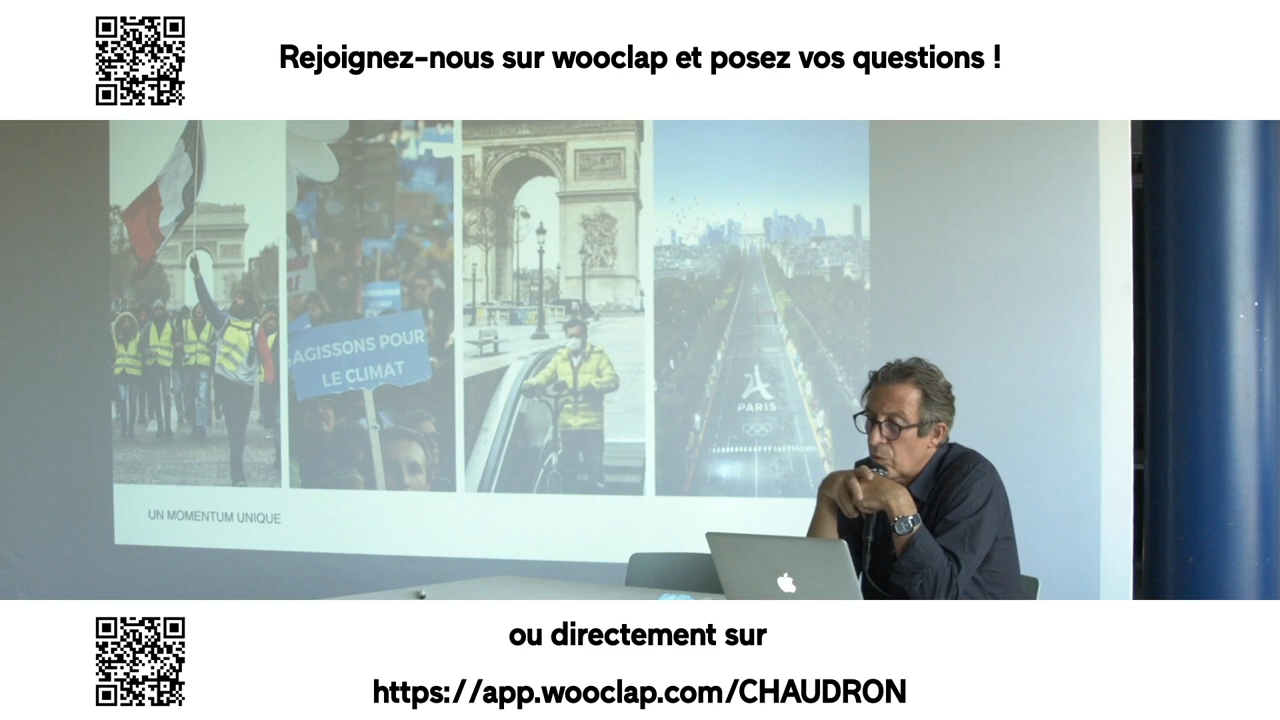 Rejoignez-nous sur wooclap et posez vos questions !
AGISSONS POUR
LE CLIMAT
PARIS
UN MOMENTUM UNIQUE
ou directement sur
https://app.wooclap.com/CHAUDRON